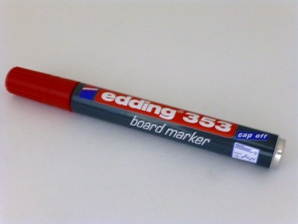 edding 353
board marker
cap off